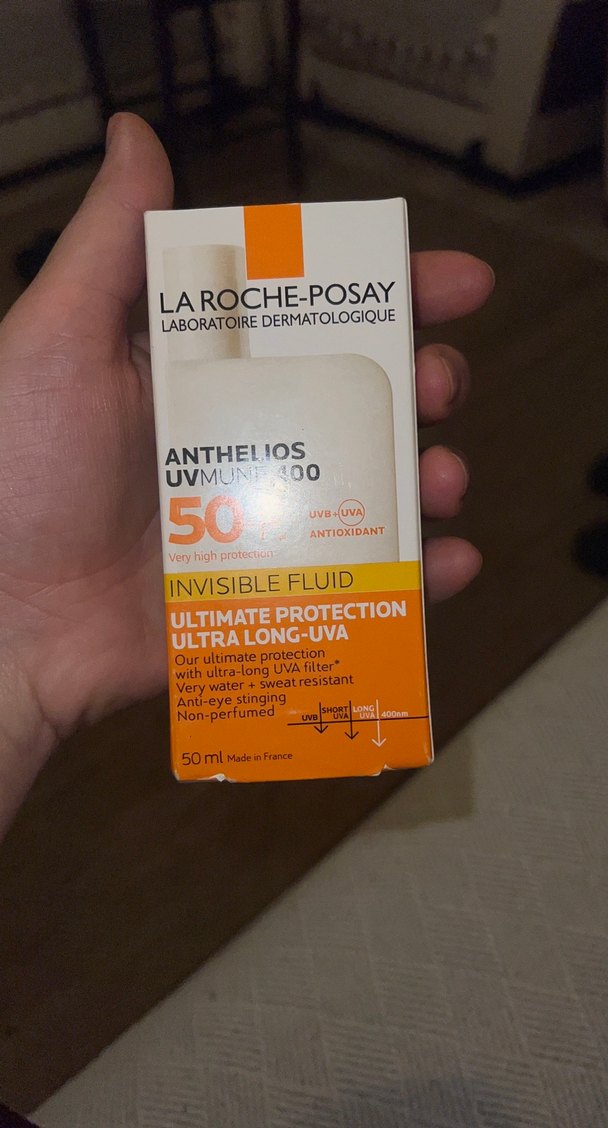 LA ROCHE-POSAY
LABORATOIRE DERMATOLOGIQUE
ANTHELIOS
UVMUNE 400
50
UVB+UVA
ANTIOXIDANT
Very high protection
INVISIBLE FLUID
ULTIMATE PROTECTION
ULTRA LONG-UVA
Our ultimate protection
with ultra-long UVA filter*
Very water + sweat resistant
Anti-eye stinging
Non-perfumed
UVB
SHORT UVA
LONG UVA
400nm
50 ml Made in France